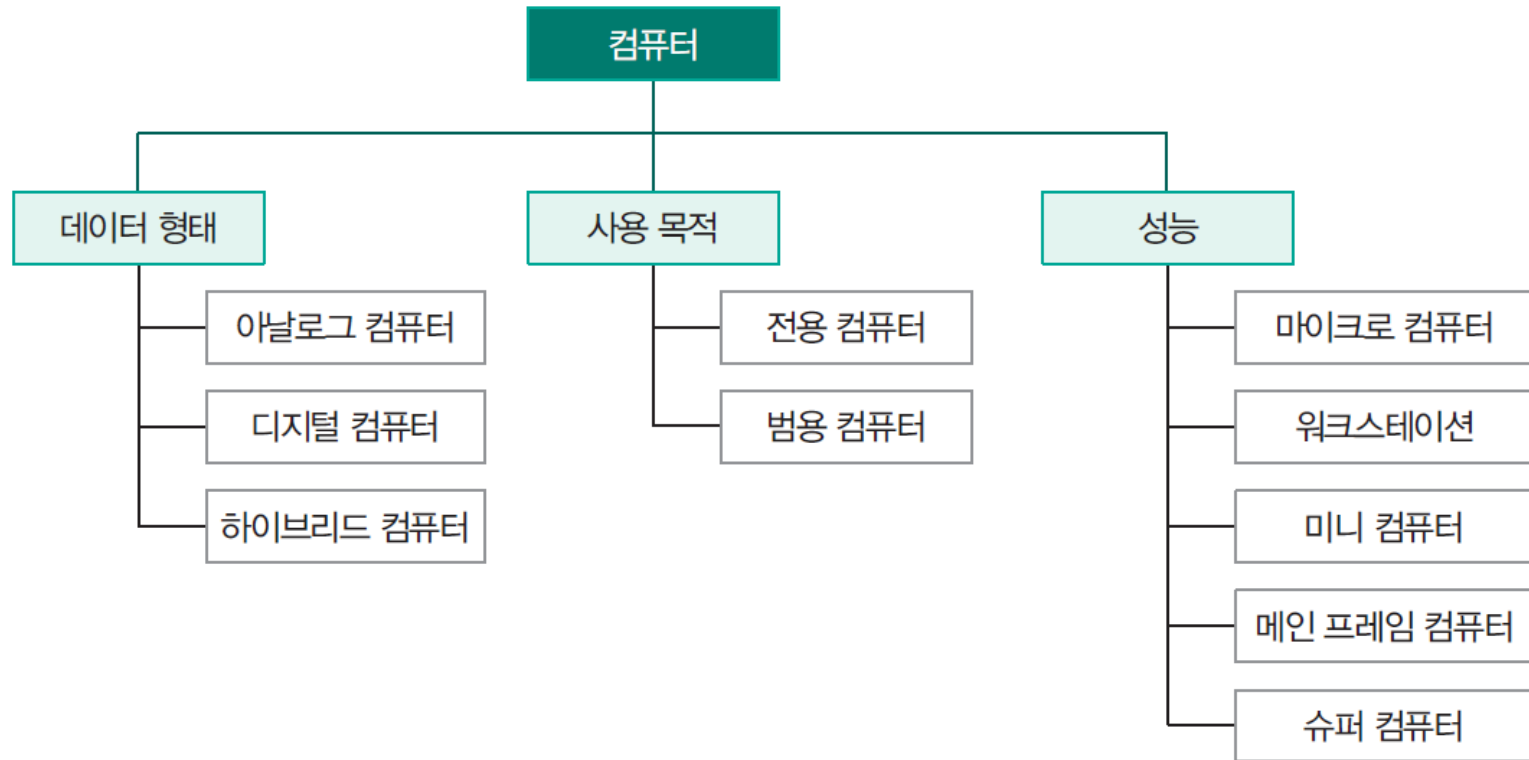 컴퓨터
데이터 형태
아날로그 컴퓨터
디지털 컴퓨터
하이브리드 컴퓨터
사용 목적
전용 컴퓨터
범용 컴퓨터
성능
마이크로 컴퓨터
워크스테이션
미니 컴퓨터
메인 프레임 컴퓨터
슈퍼 컴퓨터